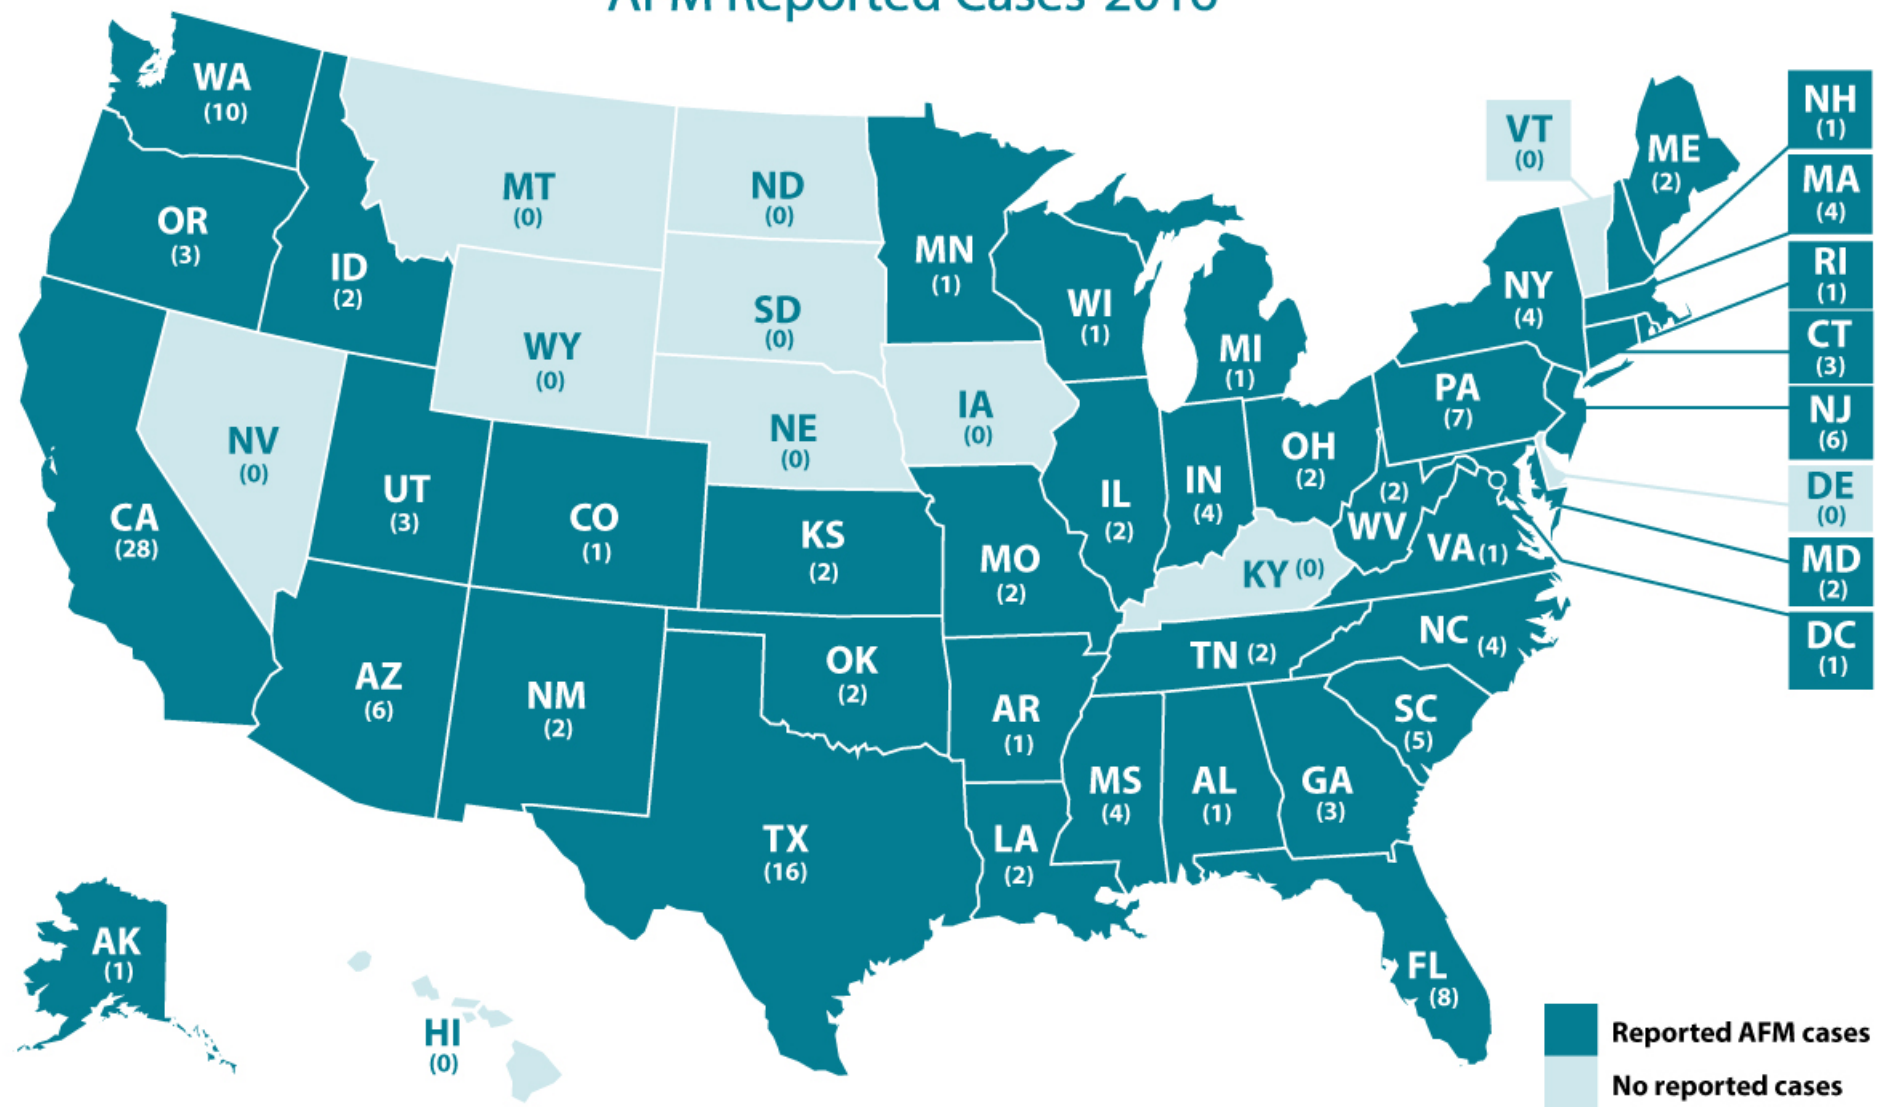 AFM Reported Cases 2016
WA
(10)
MT
(0)
ND
(0)
OR
(3)
ID
(2)
WY
(0)
SD
(0)
MN
(1)
WI
(1)
MI
(1)
NY
(4)
VT
(0)
ME
(2)
NH
(1)
MA
(4)
RI
(1)
CT
(3)
NJ
(6)
DE
(0)
MD
(2)
DC
(1)
CA
(28)
NV
(0)
UT
(3)
CO
(1)
NE
(0)
KS
(2)
IA
(0)
MO
(2)
IL
(2)
IN
(4)
OH
(2)
PA
(7)
(2)
WV
VA (1)
KY (0)
TN (2)
NC (4)
SC
(5)
AZ
(6)
NM
(2)
OK
(2)
AR
(1)
TX
(16)
LA
(2)
MS
(4)
AL
(1)
GA
(3)
FL
(8)
AK
(1)
HI
(0)
Reported AFM cases
No reported cases